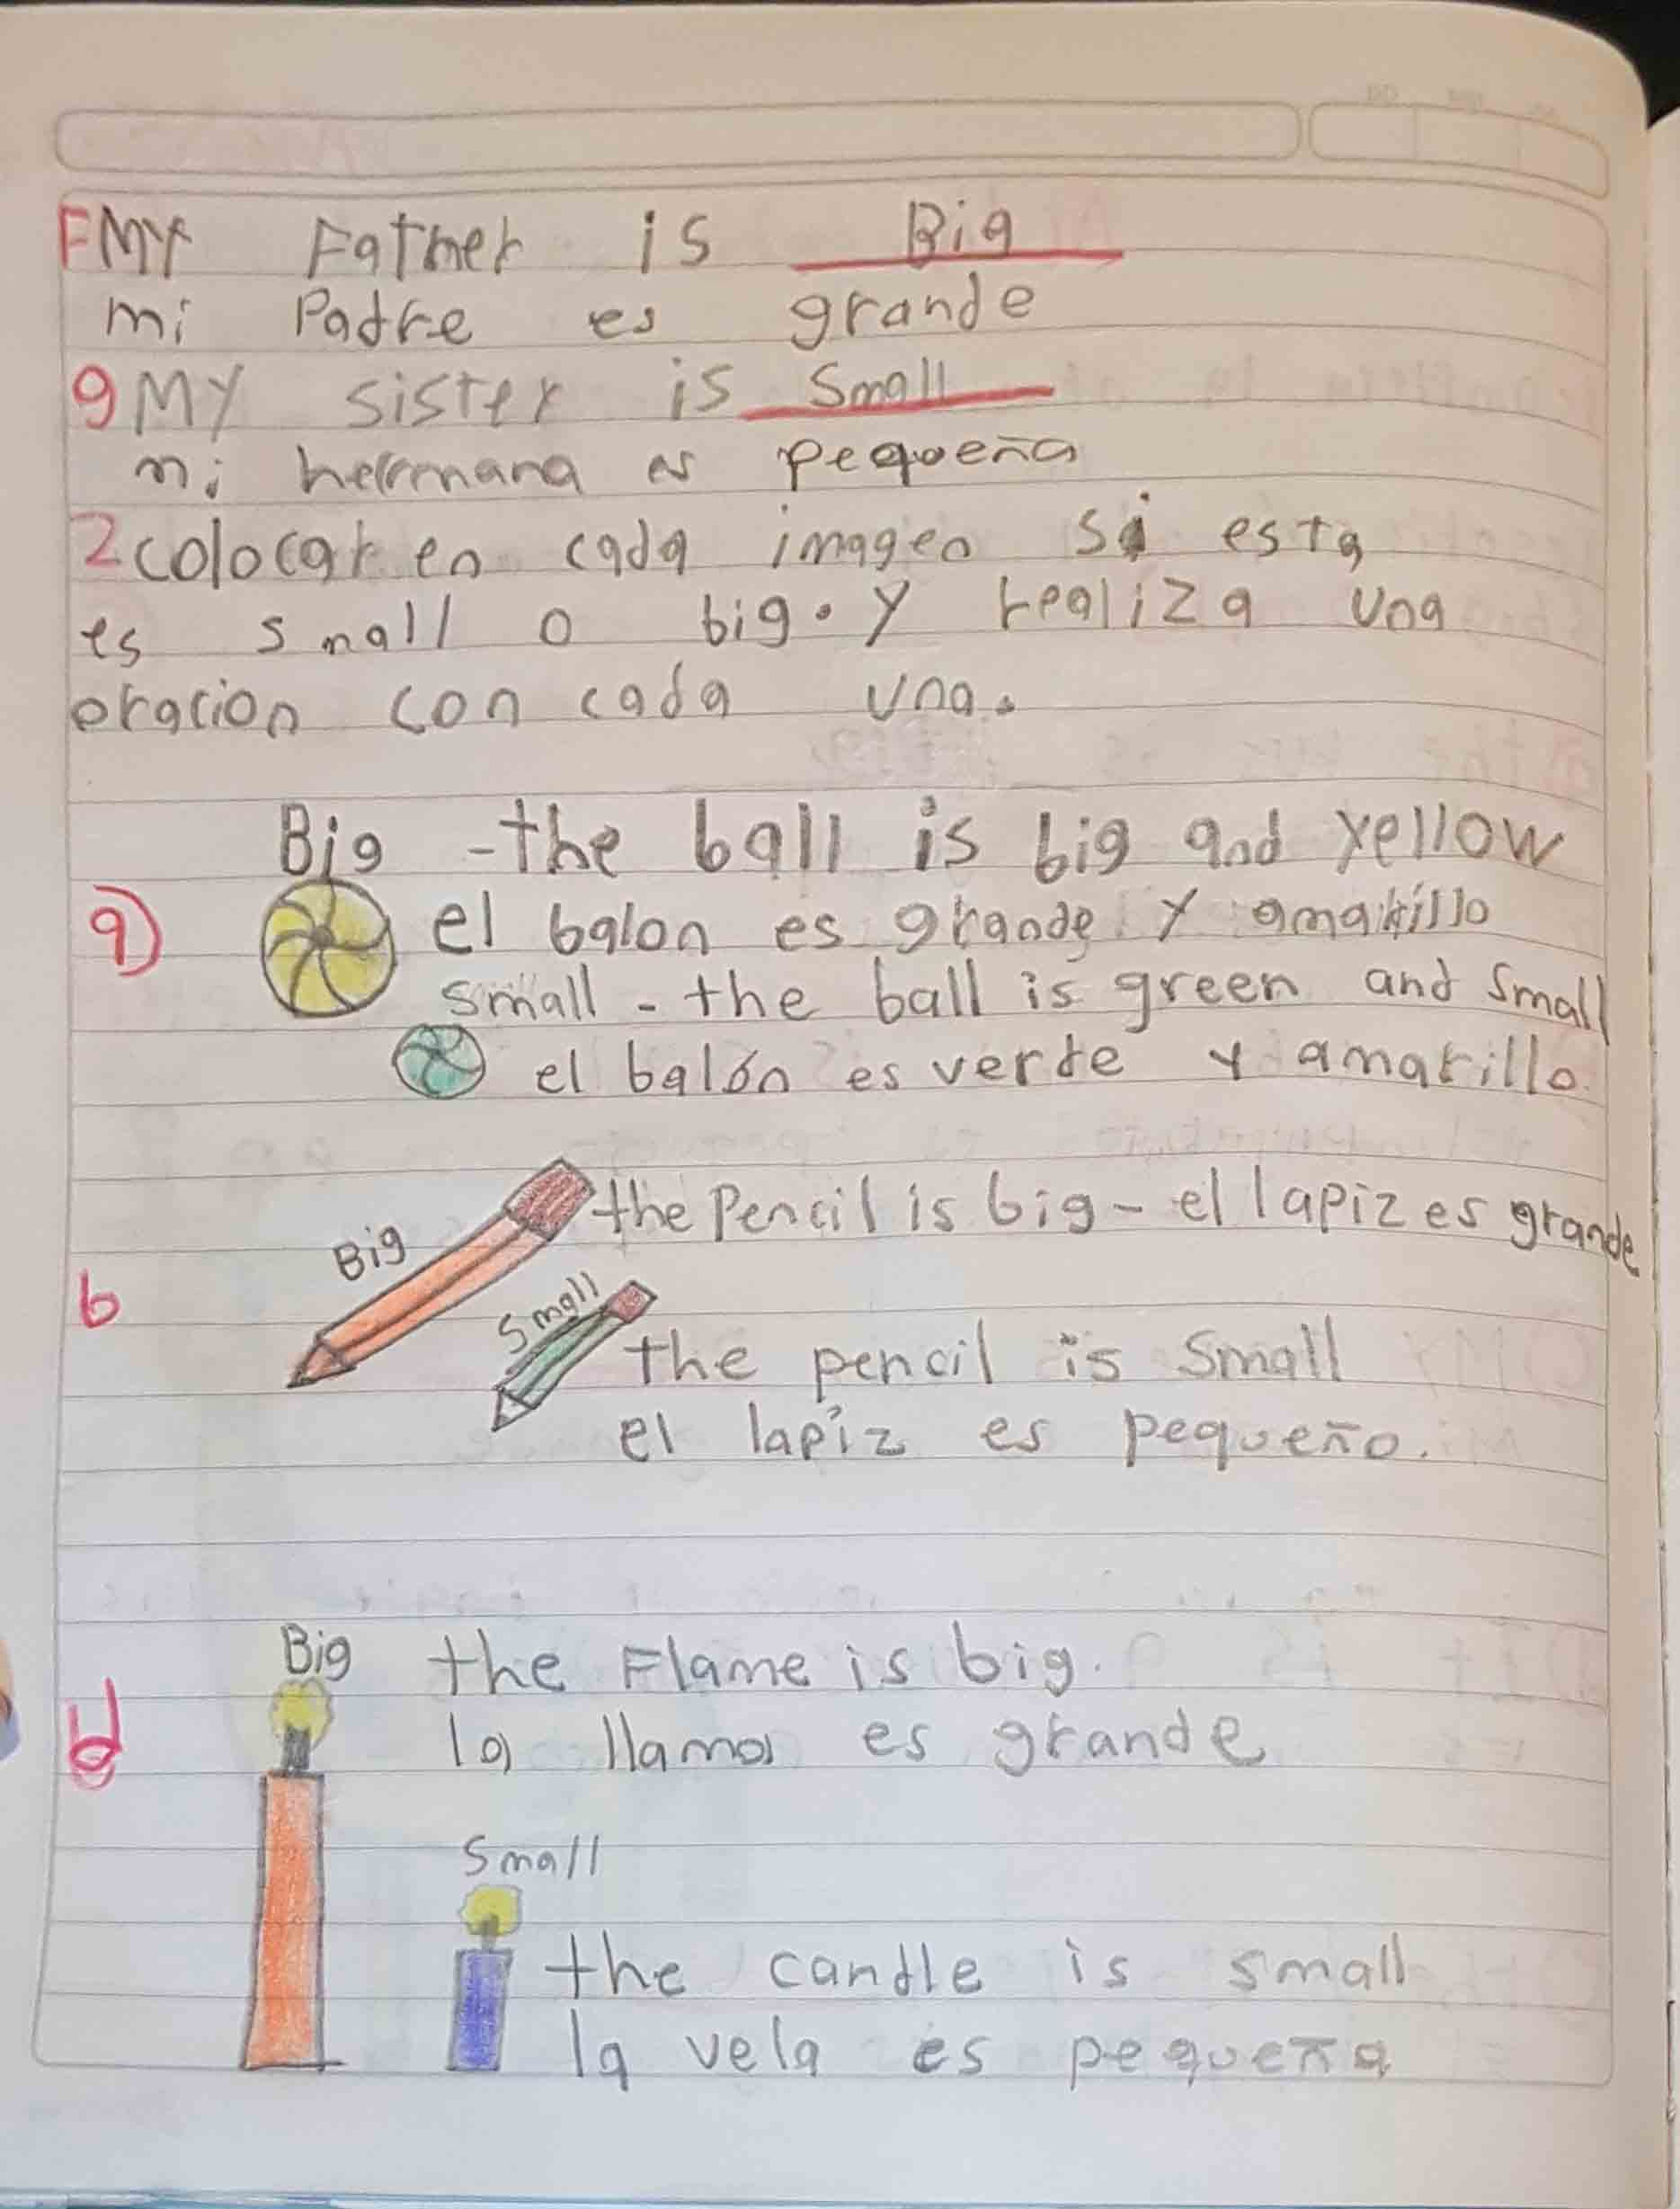 F My Father is Big
mi Padre es grande
g My sister is Small
mi hermana es pequeña
2 colocar en cada imagen si esta
es small o big. y realiza una
oracion con cada una.
Big - the ball is big and yellow
a) el balon es grande y amarillo
small - the ball is green and small
el balón es verde y amarillo.
the Pencil is big - el lapiz es grande
Big
b
Small
the pencil is small
el lapiz es pequeño.
Big the Flame is big.
d la llama es grande
Small
the candle is small
la vela es pequeña